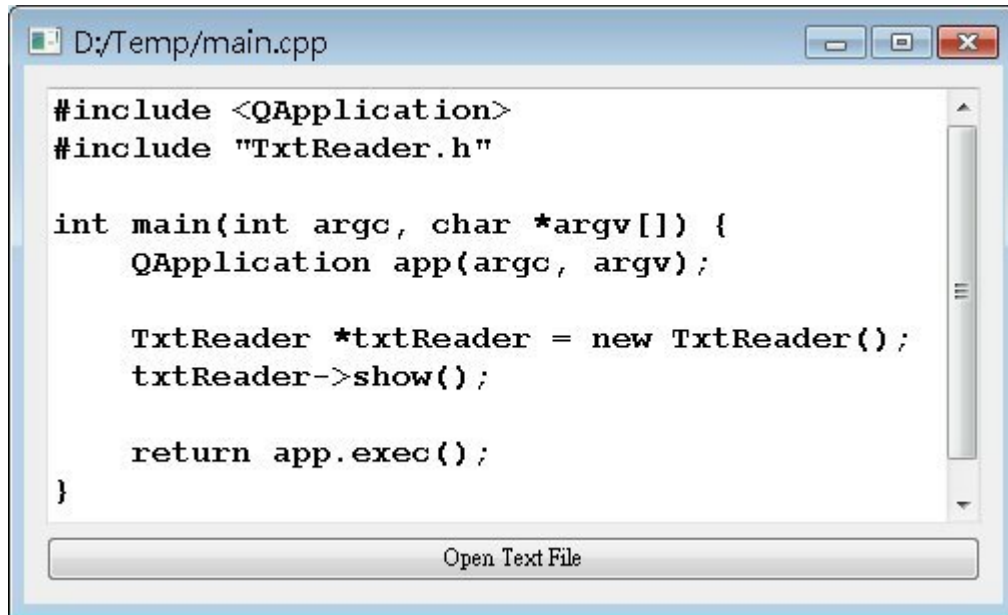 D:/Temp/main.cpp
#include <QApplication>
#include "TxtReader.h"
int main(int argc, char *argv[]) {
    QApplication app(argc, argv);
    TxtReader *txtReader = new TxtReader();
    txtReader->show();
    return app.exec();
}
Open Text File